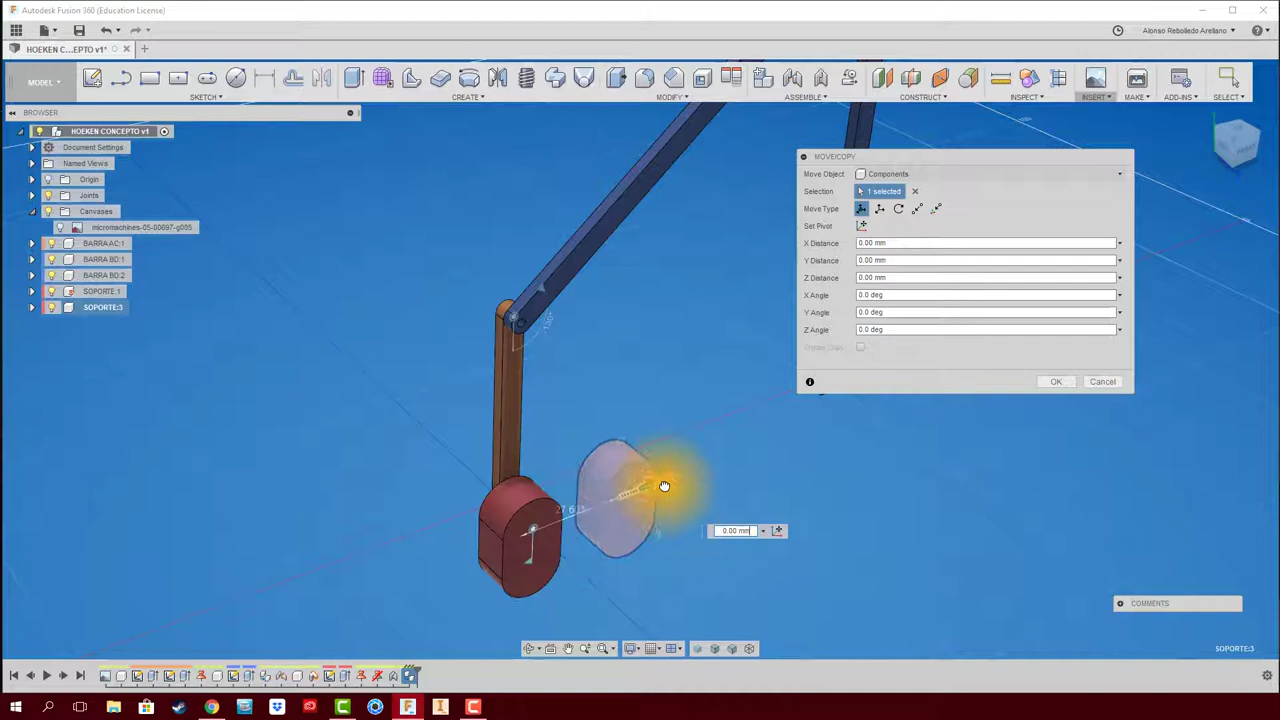 Autodesk Fusion 360 (Education License)
Alonso Rebolledo Arellano
HOEKEN C...EPTO v1*
MODEL
SKETCH
CREATE
MODIFY
ASSEMBLE
CONSTRUCT
INSPECT
INSERT
MAKE
ADD-INS
SELECT
BROWSER
HOEKEN CONCEPTO v1
Document Settings
Named Views
Origin
Joints
Canvases
micromachines-05-00697-g005
BARRA AC:1
BARRA BD:1
BARRA BD:2
SOPORTE:1
SOPORTE:3
MOVE/COPY
Move Object Components
Selection 1 selected
Move Type
Set Pivot
X Distance 0.00 mm
Y Distance 0.00 mm
Z Distance 0.00 mm
X Angle 0.0 deg
Y Angle 0.0 deg
Z Angle 0.0 deg
Create Copy
OK Cancel
0.00 mm
COMMENTS
SOPORTE:3